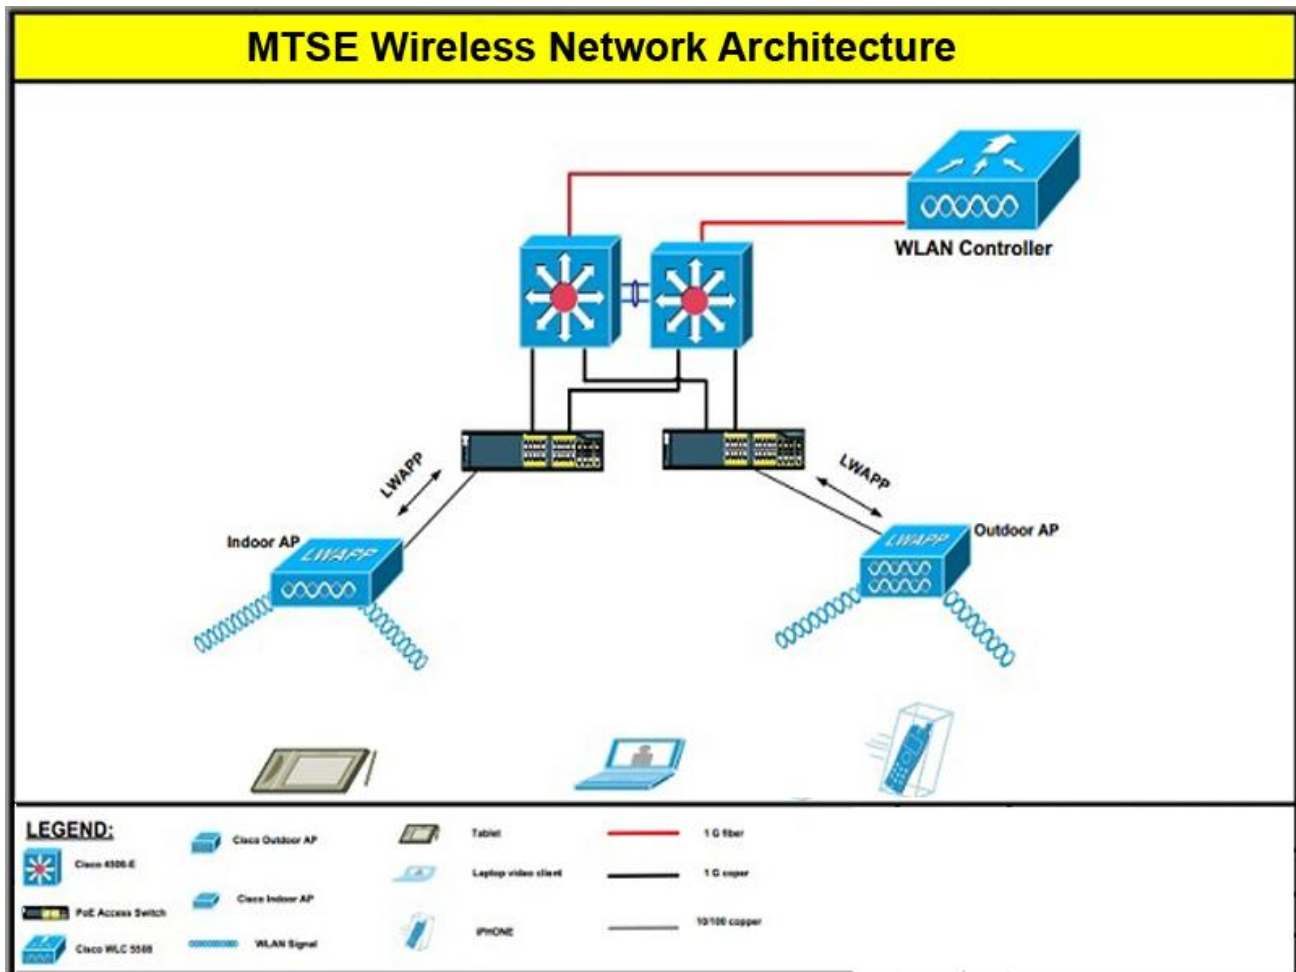 MTSE Wireless Network Architecture
WLAN Controller
LWAPP
LWAPP
Indoor AP
LWAPP
LWAPP
Outdoor AP
LEGEND:
Cisco 4506-E
PoE Access Switch
Cisco WLC 5508
Cisco Outdoor AP
Cisco Indoor AP
WLAN Signal
Tablet
Laptop video client
iPHONE
1 G fiber
1 G coper
10/100 copper